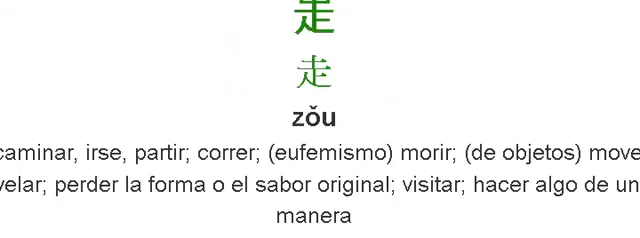 走
走
zǒu
caminar, irse, partir; correr; (eufemismo) morir; (de objetos) move
velar; perder la forma o el sabor original; visitar; hacer algo de un
manera